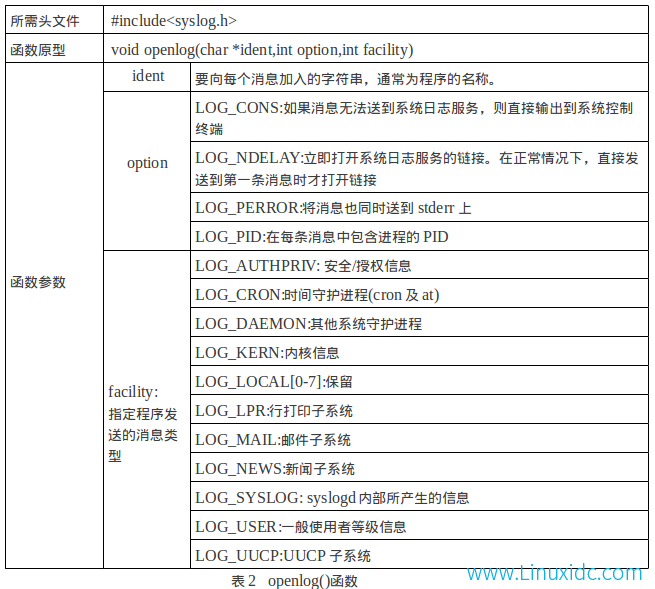 所需头文件 #include<syslog.h>
函数原型 void openlog(char *ident,int option,int facility)
函数参数
ident 要向每个消息加入的字符串，通常为程序的名称。
option
LOG_CONS:如果消息无法送到系统日志服务，则直接输出到系统控制
终端
LOG_NDELAY:立即打开系统日志服务的链接。在正常情况下，直接发
送到第一条消息时才打开链接
LOG_PERROR:将消息也同时送到 stderr 上
LOG_PID:在每条消息中包含进程的 PID
facility:
指定程序发
送的消息类
型
LOG_AUTHPRIV: 安全/授权信息
LOG_CRON:时间守护进程(cron 及 at)
LOG_DAEMON:其他系统守护进程
LOG_KERN:内核信息
LOG_LOCAL[0-7]:保留
LOG_LPR:行打印子系统
LOG_MAIL:邮件子系统
LOG_NEWS:新闻子系统
LOG_SYSLOG: syslogd 内部所产生的信息
LOG_USER:一般使用者等级信息
LOG_UUCP:UUCP 子系统
www.Linuxidc.com
表 2 openlog()函数